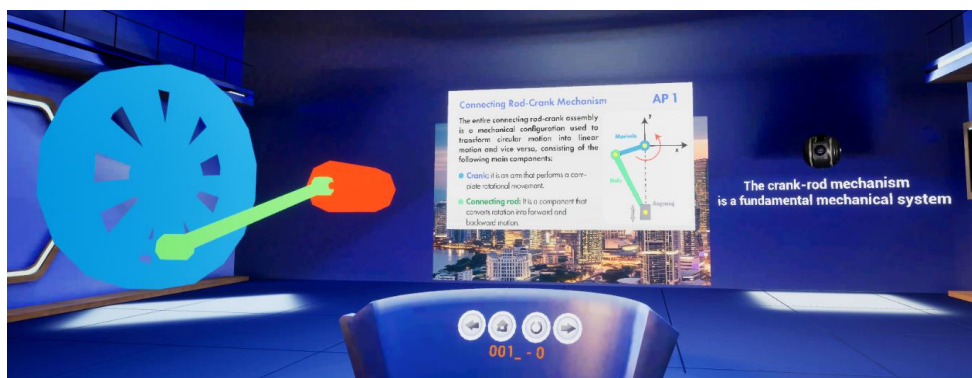 Connecting Rod-Crank Mechanism
AP 1
The entire connecting rod-crank assembly
is a mechanical configuration used to
transform circular motion into linear
motion and vice versa, consisting of the
following main components:
Crank: it is an arm that performs a com-
plete rotational movement.
Connecting rod: It is a component that
converts rotation into forward and
backward motion.
y
x
The crank-rod mechanism
is a fundamental mechanical system
001_ - 0